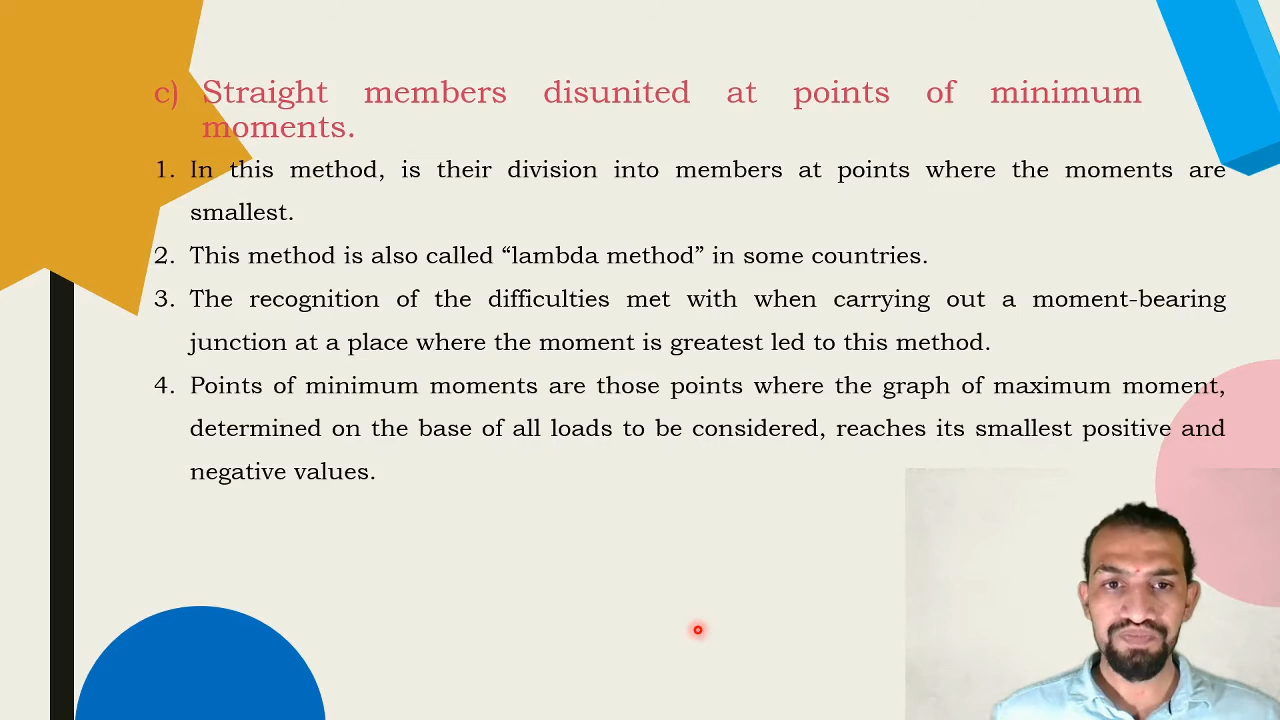 c) Straight members disunited at points of minimum
moments.
1. In this method, is their division into members at points where the moments are
smallest.
2. This method is also called “lambda method” in some countries.
3. The recognition of the difficulties met with when carrying out a moment-bearing
junction at a place where the moment is greatest led to this method.
4. Points of minimum moments are those points where the graph of maximum moment,
determined on the base of all loads to be considered, reaches its smallest positive and
negative values.